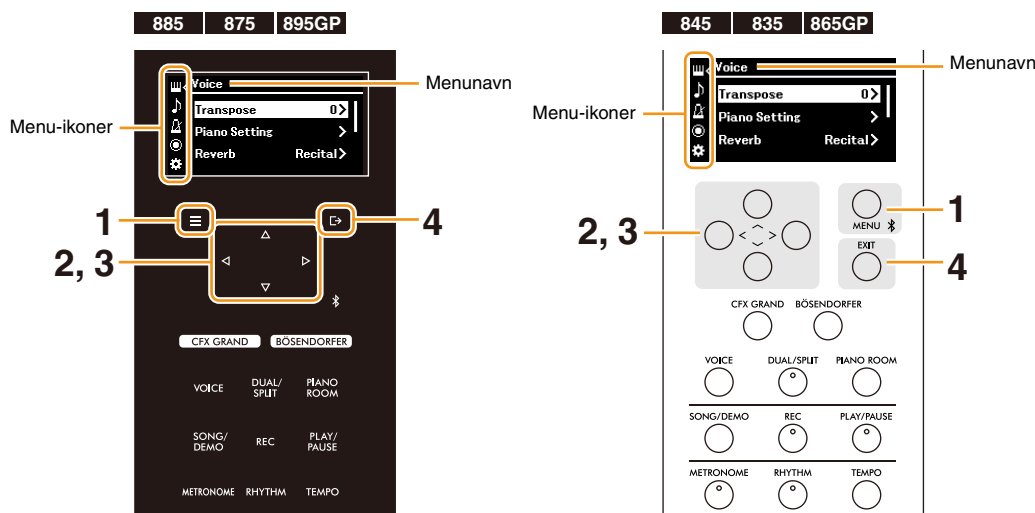 885 875 895GP
Menunavn
Voice
Transpose 0
Piano Setting
Reverb Recital
Menu-ikoner
1
4
2, 3
CFX GRAND BÖSENDORFER
VOICE DUAL/SPLIT PIANO ROOM
SONG/DEMO REC PLAY/PAUSE
METRONOME RHYTHM TEMPO
845 835 865GP
Menunavn
Voice
Transpose 0
Piano Setting
Reverb Recital
Menu-ikoner
2, 3
1
MENU
EXIT
4
CFX GRAND BÖSENDORFER
VOICE DUAL/SPLIT PIANO ROOM
SONG/DEMO REC PLAY/PAUSE
METRONOME RHYTHM TEMPO